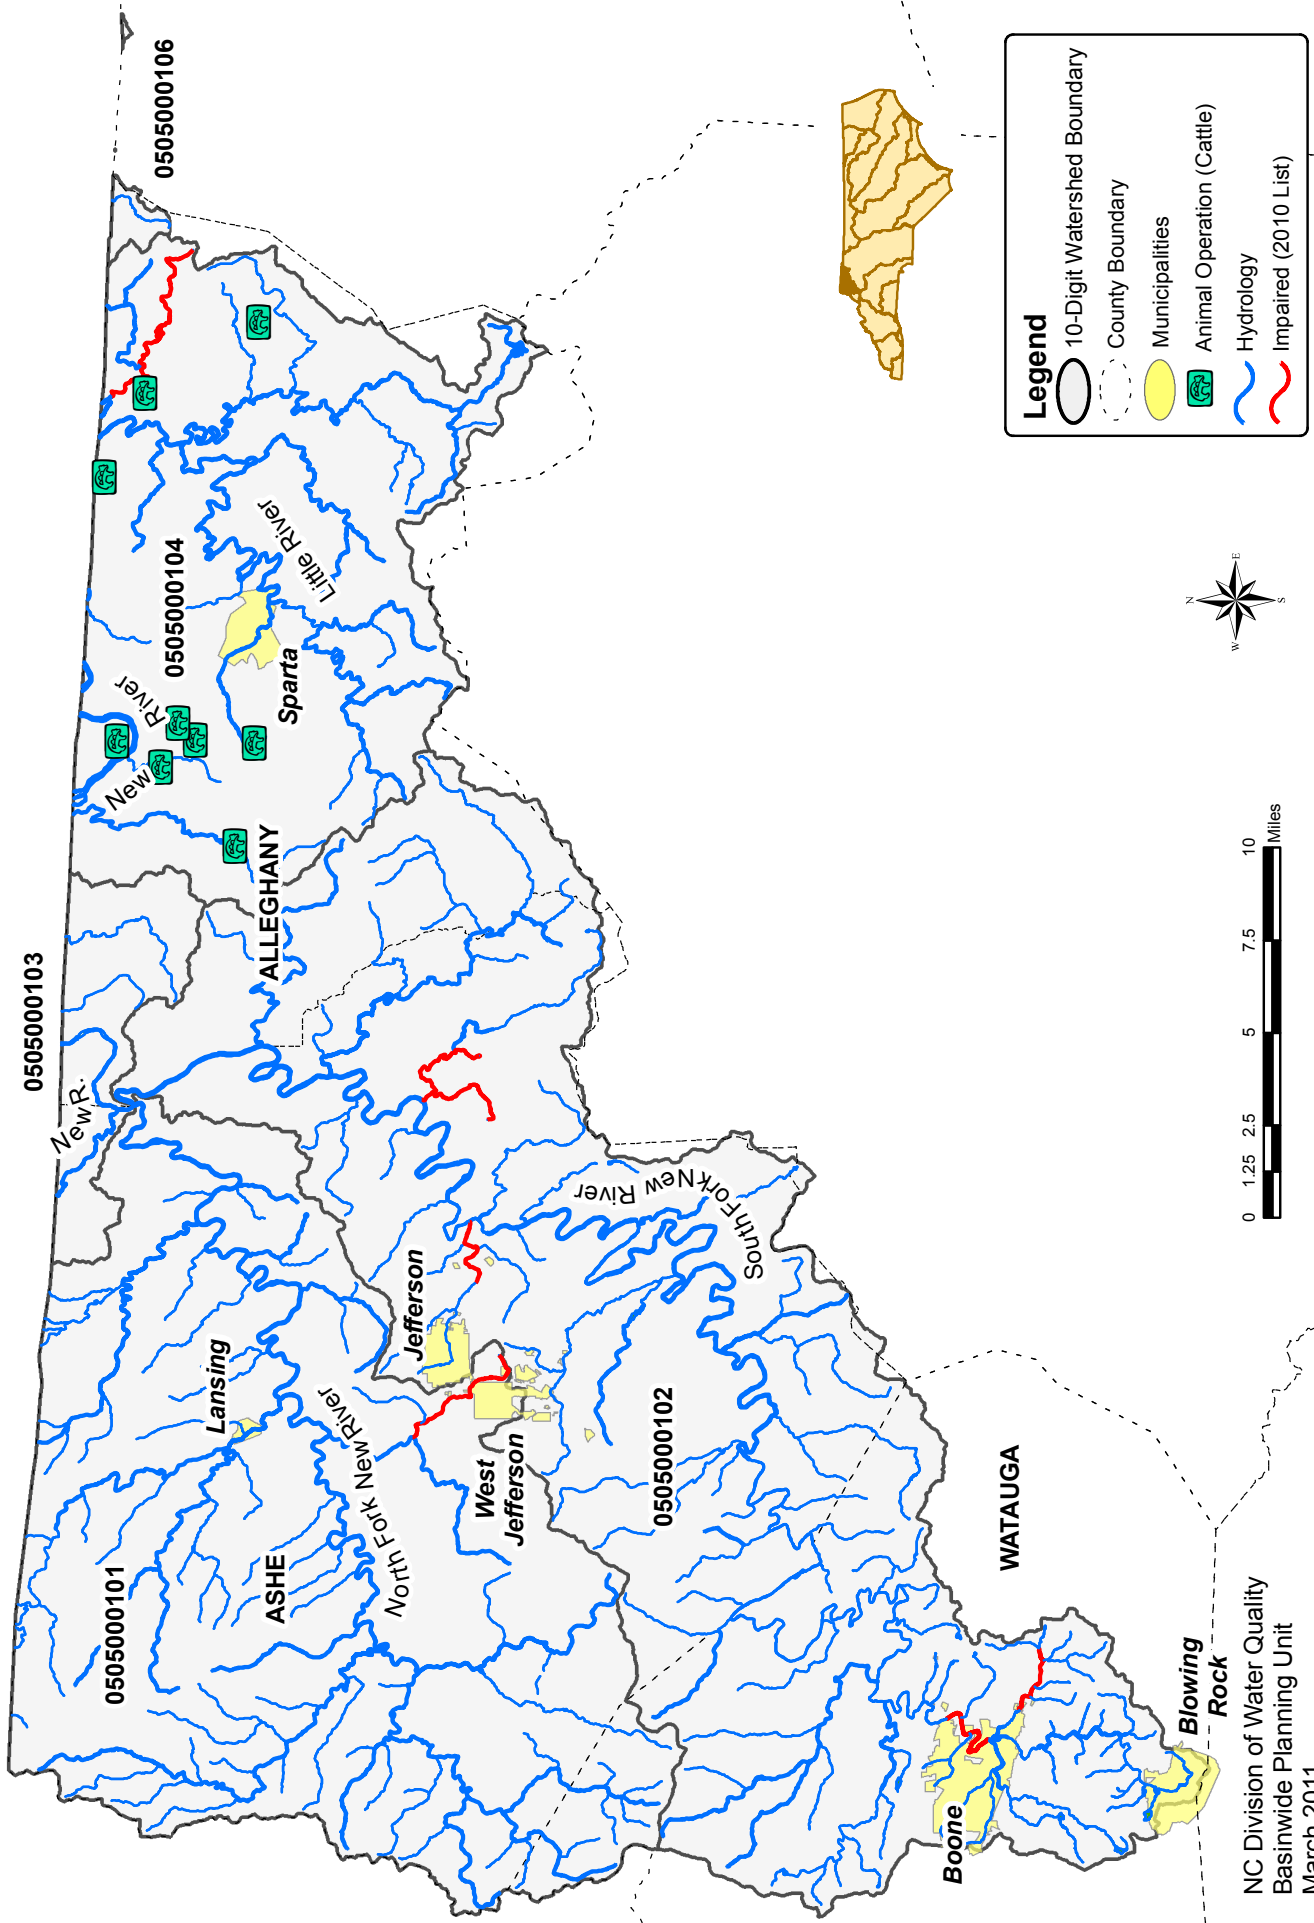 0505000103
0505000106
New R.
New River
0505000104
0505000101
ALLEGHANY
Sparta
Little River
Lansing
ASHE
North Fork New River
Jefferson
West
Jefferson
South Fork New River
0505000102
WATAUGA
Boone
Blowing
Rock
N
W
E
S
0 1.25 2.5 5 7.5 10
Miles
Legend
10-Digit Watershed Boundary
County Boundary
Municipalities
Animal Operation (Cattle)
Hydrology
Impaired (2010 List)
NC Division of Water Quality
Basinwide Planning Unit
March 2011